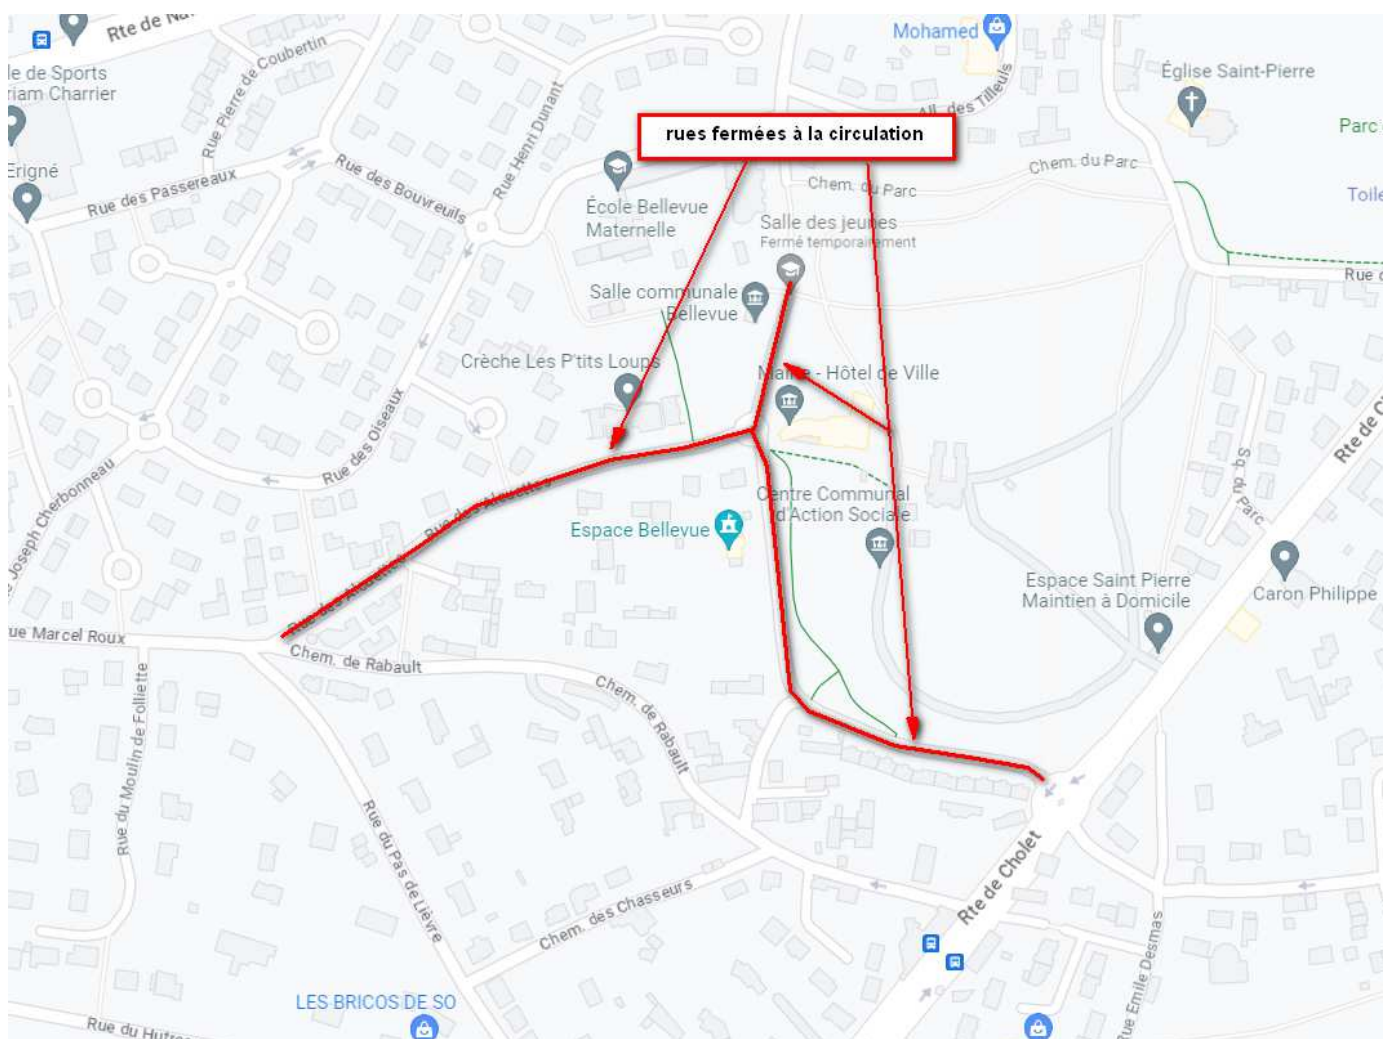 Rte de Na
Mohamed
Rue Pierre de Coubertin
le de Sports
riam Charrier
Église Saint-Pierre
All. des Tilleuls
Rue Henri Dunant
rues fermées à la circulation
Parc
Erigné
Rue des Passereaux
Rue des Bouvreuils
Chem. du Parc
Chem. du Parc
École Bellevue
Maternelle
Salle des jeunes
Fermé temporairement
Toile
Rue d
Salle communale
Bellevue
Crèche Les P'tits Loups
Mairie - Hôtel de Ville
Rue des Oiseaux
Rte de C
Sq. du Parc
Joseph Cherbonneau
Rue des Alouettes
Centre Communal
d'Action Sociale
Espace Bellevue
Rue des Alouettes
Espace Saint Pierre
Maintien à Domicile
Caron Philippe
ue Marcel Roux
Chem. de Rabault
Chem. de Rabault
Rue du Moulin de Folliette
Rue du Pas de Lièvre
Rte de Cholet
Chem. des Chasseurs
Rue Emile Desmas
LES BRICOS DE SO
Rue du Hutre